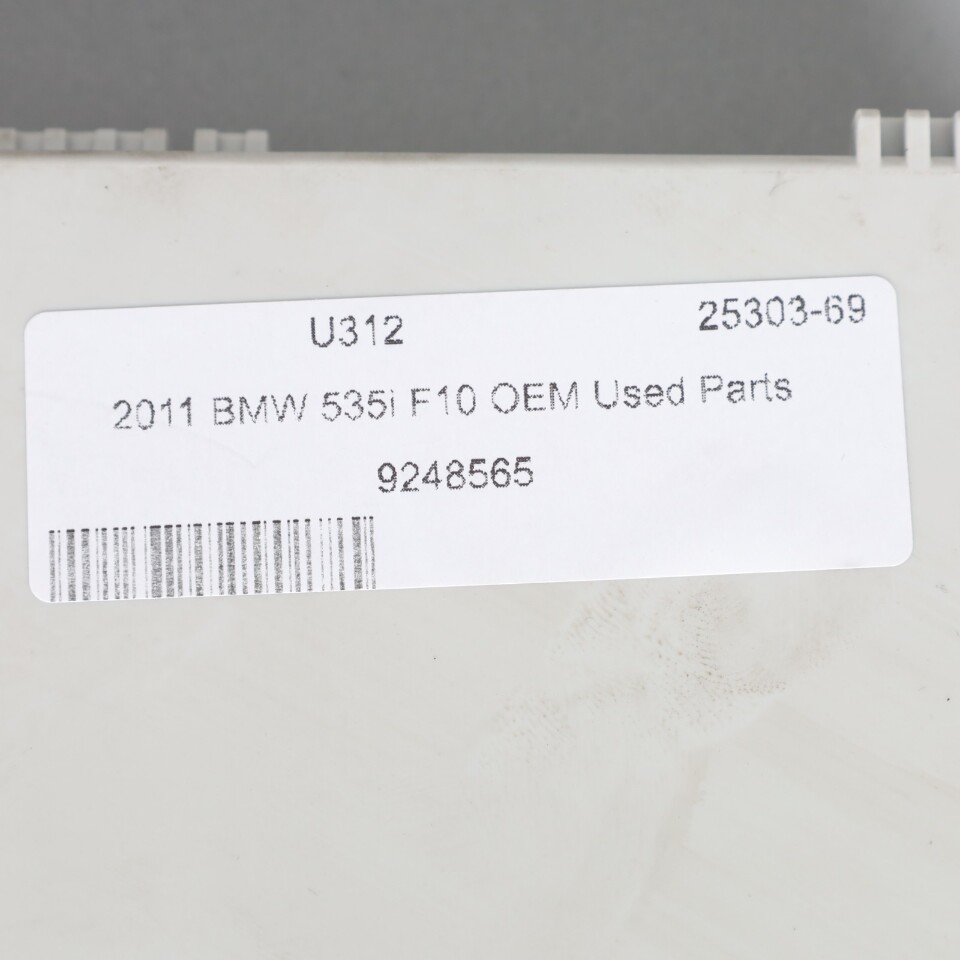 U312 25303-69
2011 BMW 535i F10 OEM Used Parts
9248565